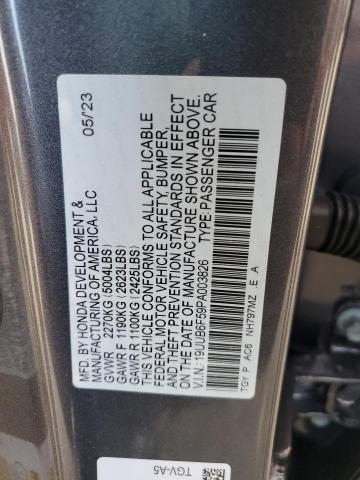 MFD.BY HONDA DEVELOPMENT & 05/23
MANUFACTURING OF AMERICA, LLC
GVWR 2270KG (5004LBS)
GAWR F 1190KG (2623LBS)
GAWR R 1100KG (2425LBS)
THIS VEHICLE CONFORMS TO ALL APPLICABLE
FEDERAL MOTOR VEHICLE SAFETY, BUMPER,
AND THEFT PREVENTION STANDARDS IN EFFECT
ON THE DATE OF MANUFACTURE SHOWN ABOVE.
V.I.N.:19UUB6F59PA003826 TYPE:PASSENGER CAR
TGY P AC6 NH797MZ E A
TGV-A5